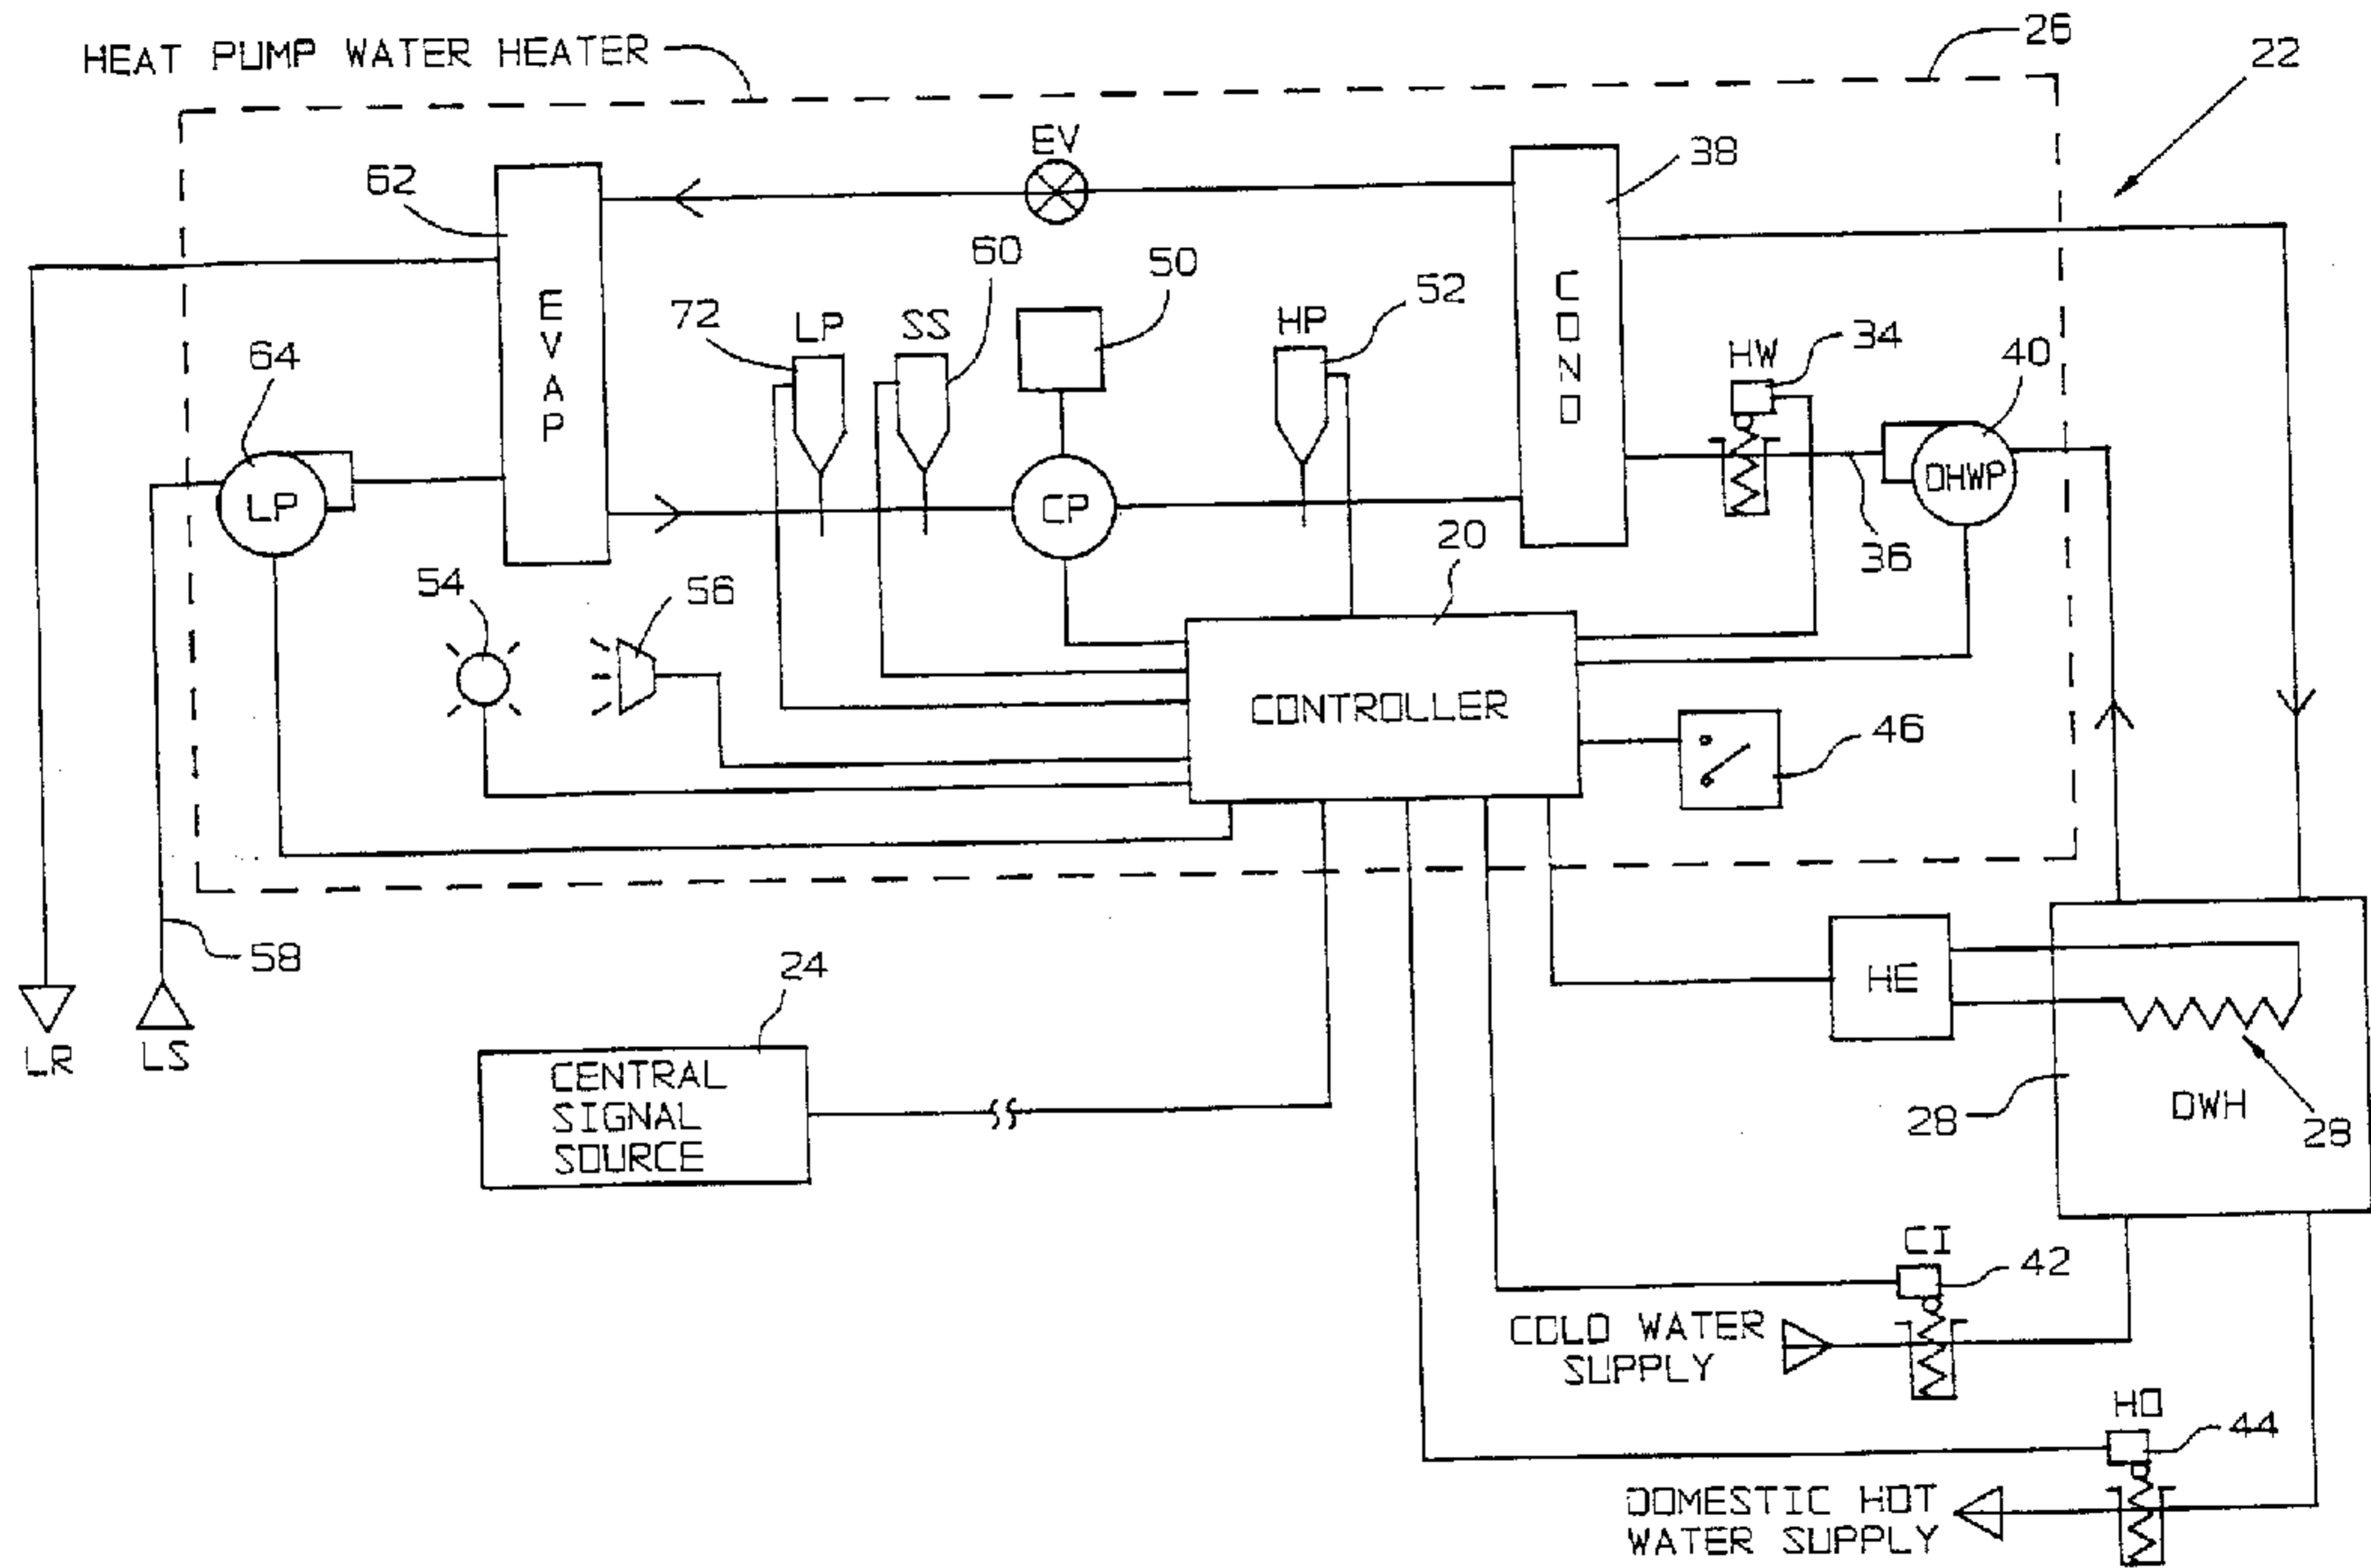 HEAT PUMP WATER HEATER
26
22
EV
38
62
60
50
52
72
LP
SS
HP
HW
34
40
64
EVAP
COND
LP
CP
DHWP
36
20
54
56
CONTROLLER
46
58
24
HE
LR
LS
CENTRAL
SIGNAL
SOURCE
28
DWH
28
CI
42
COLD WATER
SUPPLY
HO
44
DOMESTIC HOT
WATER SUPPLY